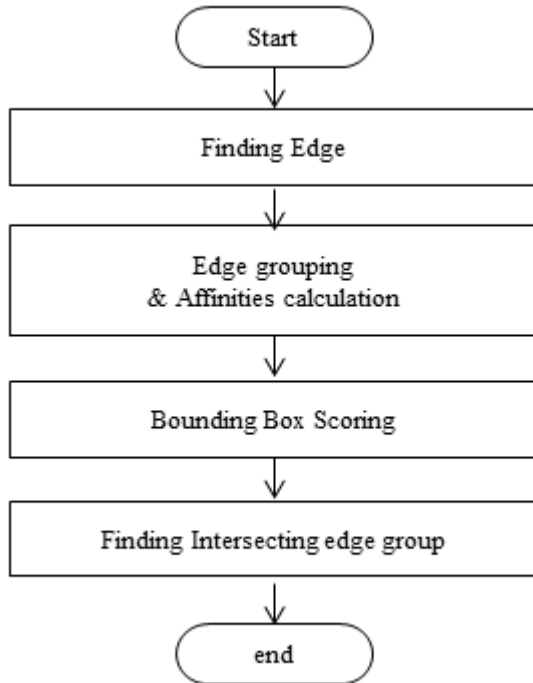 Start
Finding Edge
Edge grouping
& Affinities calculation
Bounding Box Scoring
Finding Intersecting edge group
end